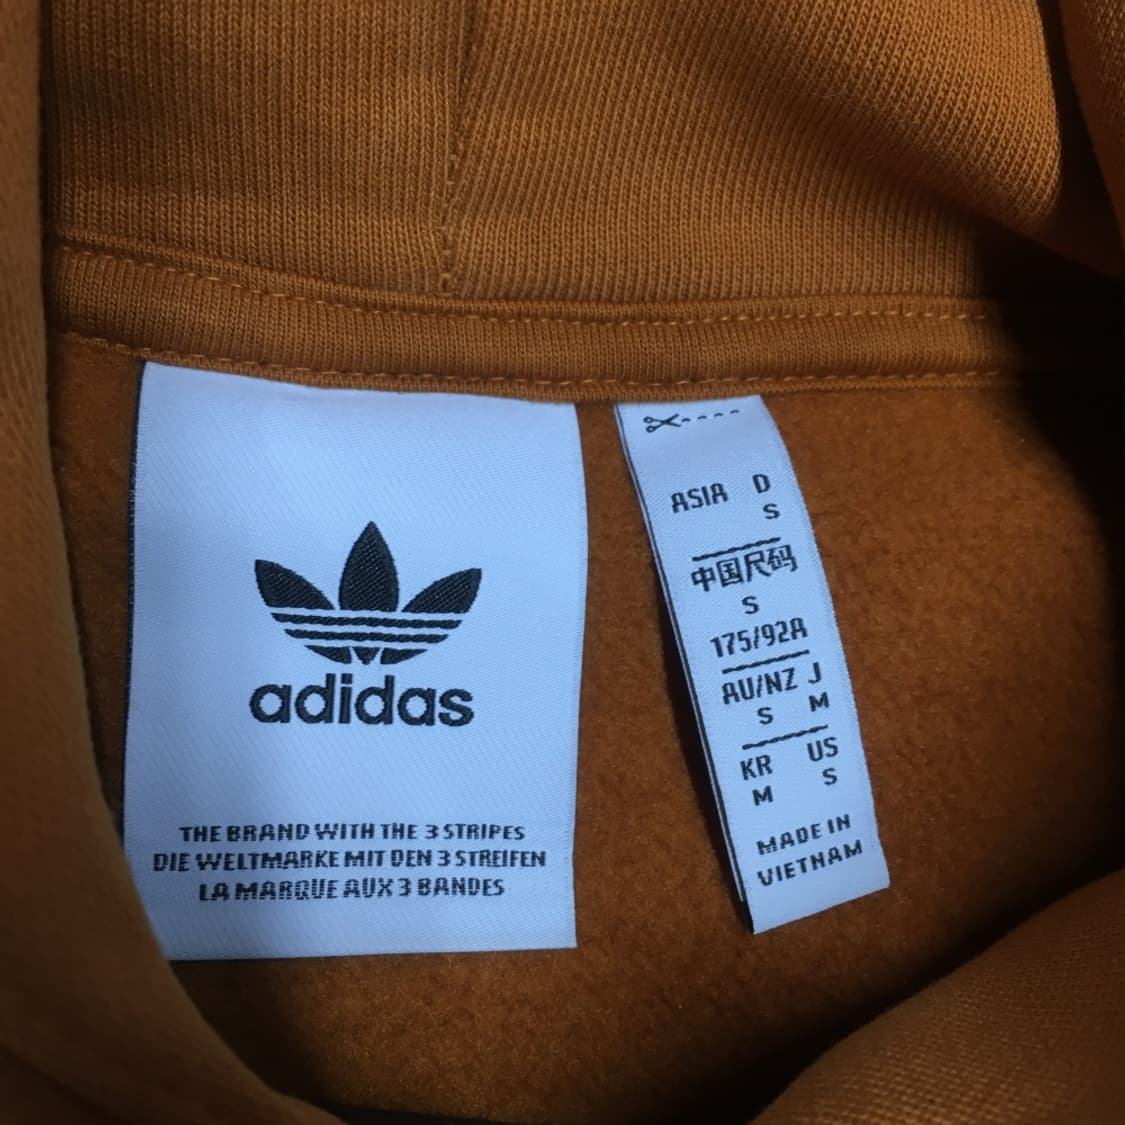 adidas
THE BRAND WITH THE 3 STRIPES
DIE WELTMARKE MIT DEN 3 STREIFEN
LA MARQUE AUX 3 BANDES
ASIA D
S
中国尺码
S
175/92A
AU/NZ J
S M
KR US
M S
MADE IN
VIETNAM